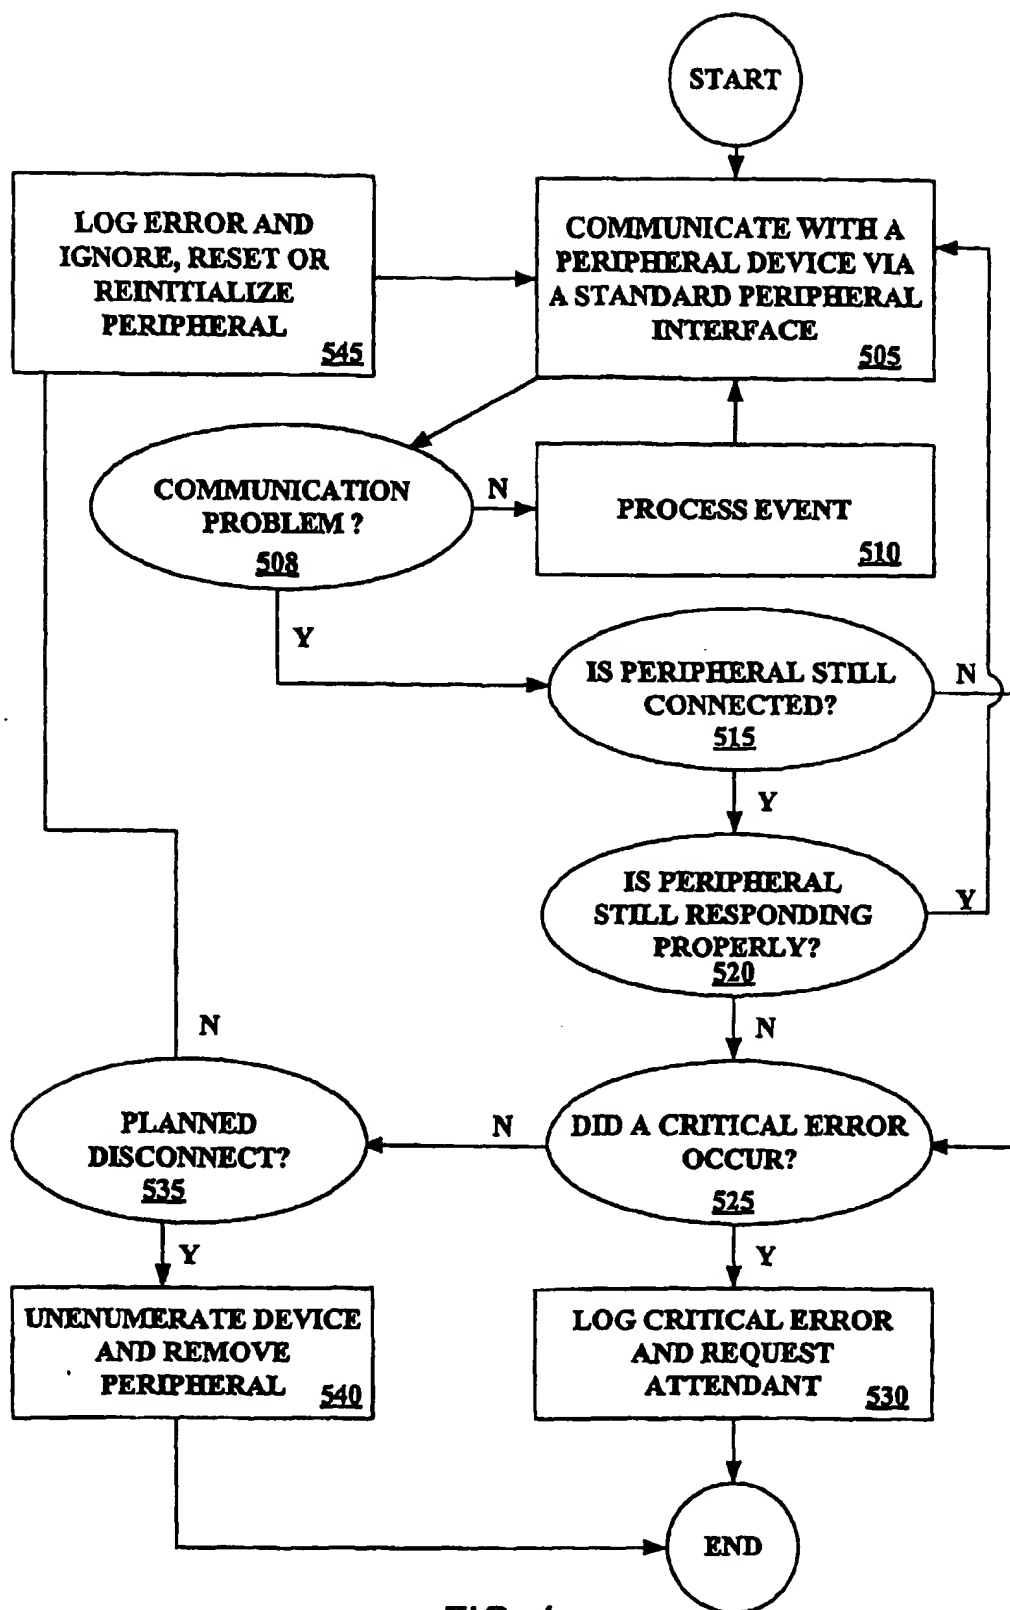 START
LOG ERROR AND
IGNORE, RESET OR
REINITIALIZE
PERIPHERAL
545
COMMUNICATE WITH A
PERIPHERAL DEVICE VIA
A STANDARD PERIPHERAL
INTERFACE
505
COMMUNICATION
PROBLEM ?
508
N
PROCESS EVENT
510
Y
IS PERIPHERAL STILL
CONNECTED?
515
N
Y
IS PERIPHERAL
STILL RESPONDING
PROPERLY?
520
Y
N
N
PLANNED
DISCONNECT?
535
N
DID A CRITICAL ERROR
OCCUR?
525
Y
Y
UNENUMERATE DEVICE
AND REMOVE
PERIPHERAL
540
LOG CRITICAL ERROR
AND REQUEST
ATTENDANT
530
END